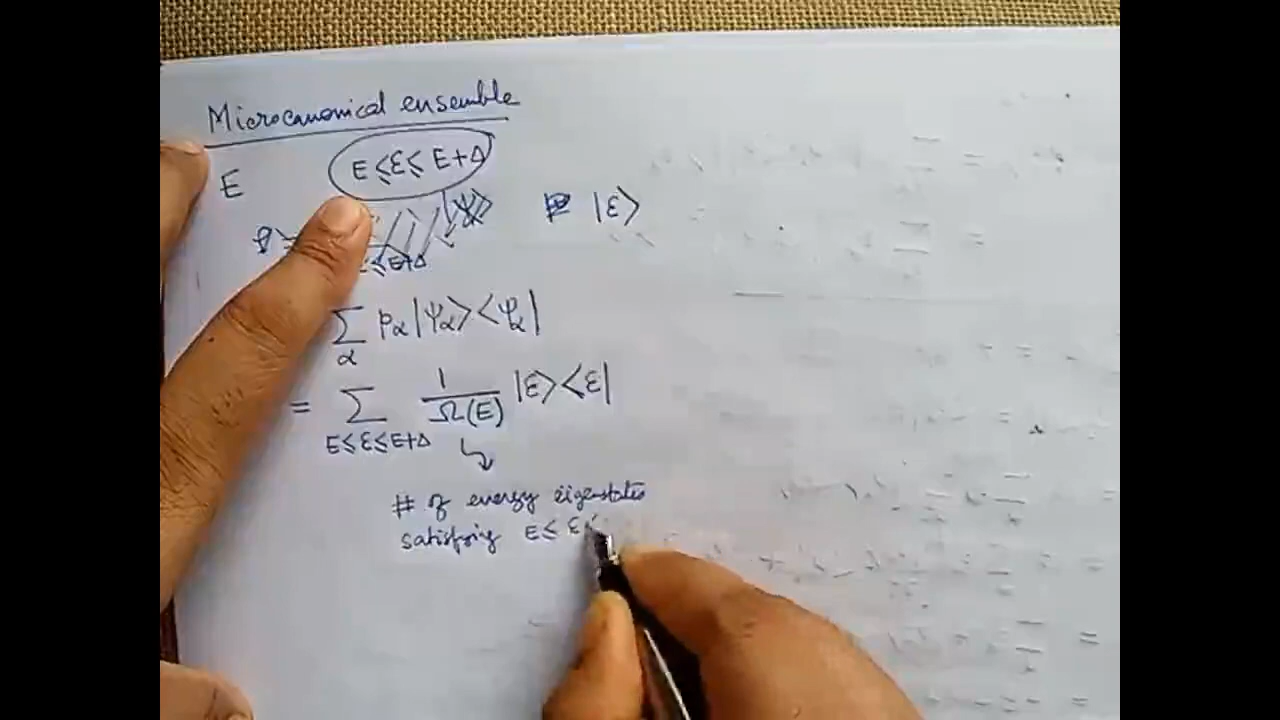 Microcanonical ensemble
E E ≤ ε ≤ E+Δ
|ε⟩
≤ E+Δ
∑ pα |ψα⟩⟨ψα|
α
= ∑ 1/Ω(E) |ε⟩⟨ε|
E ≤ ε ≤ E+Δ
# of energy eigenstates
satisfying E ≤ ε